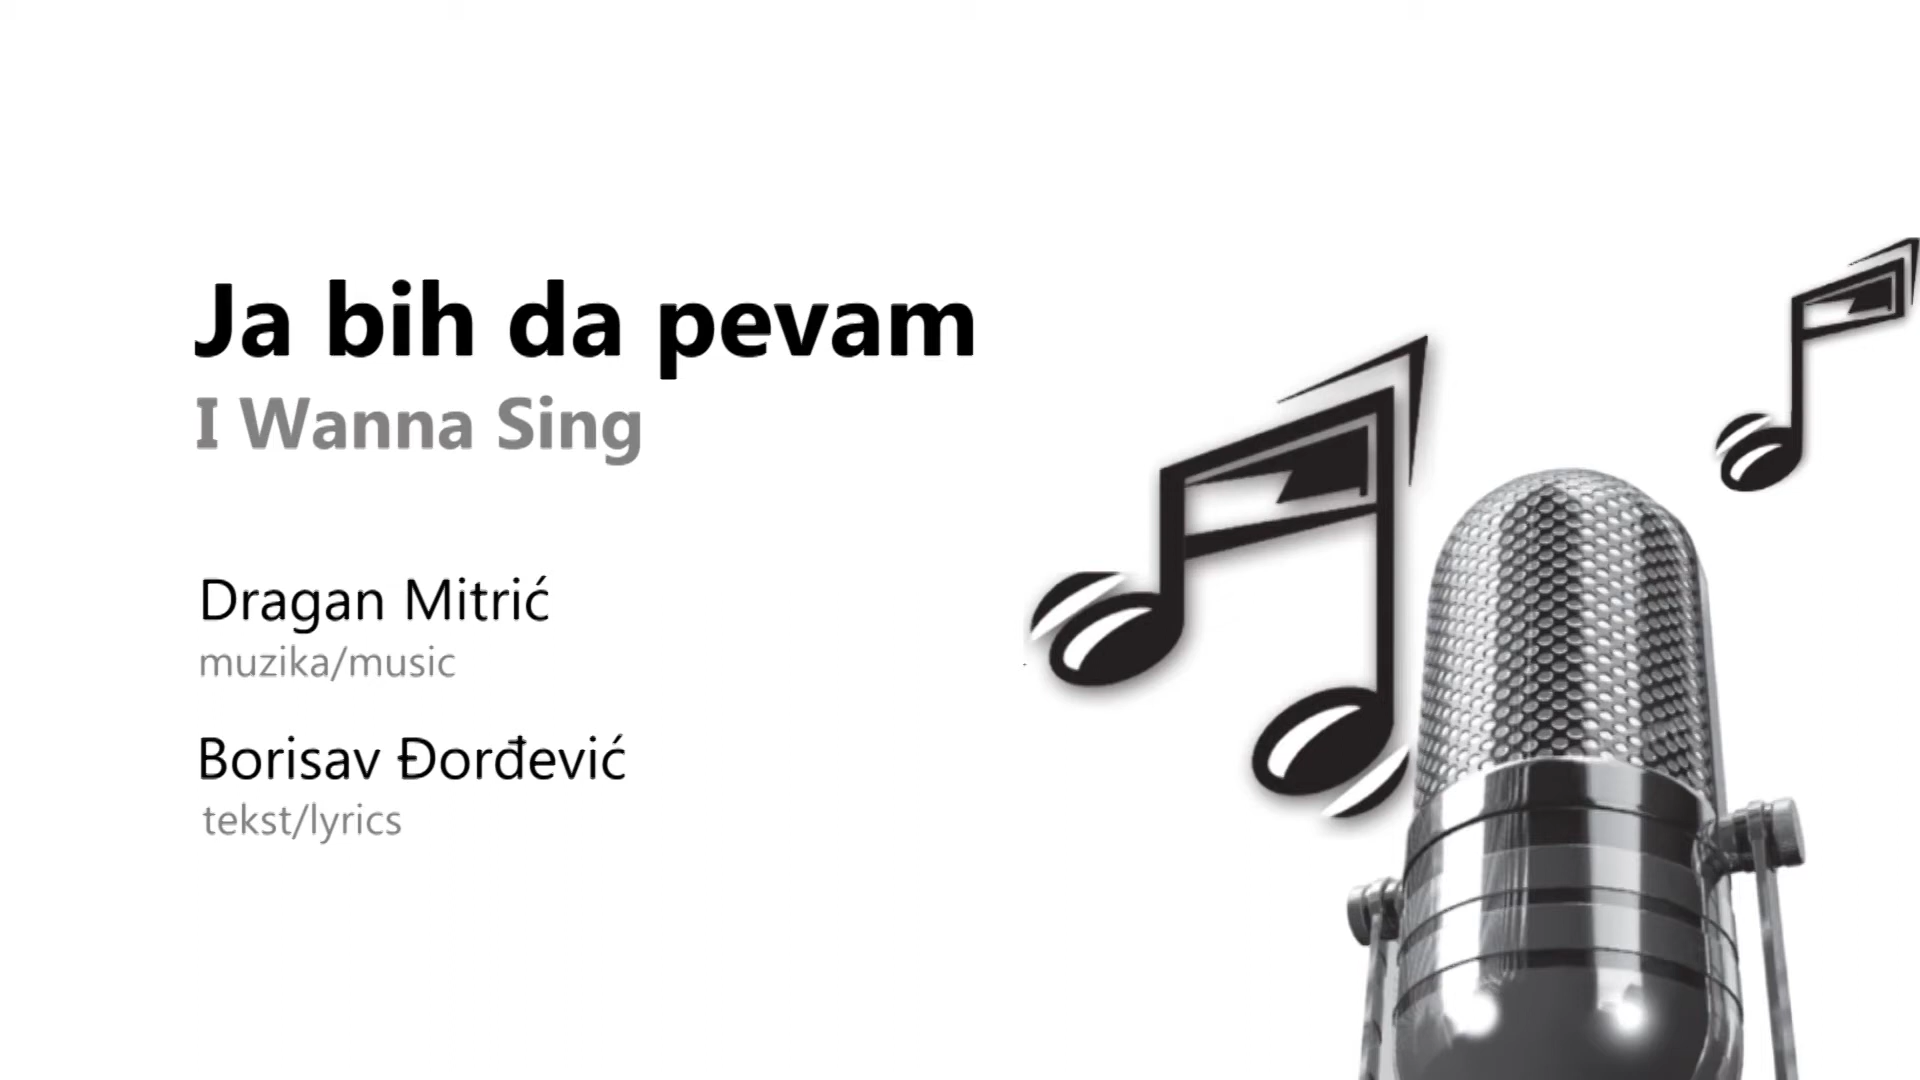 Ja bih da pevam
I Wanna Sing
Dragan Mitrić
muzika/music
Borisav Đorđević
tekst/lyrics